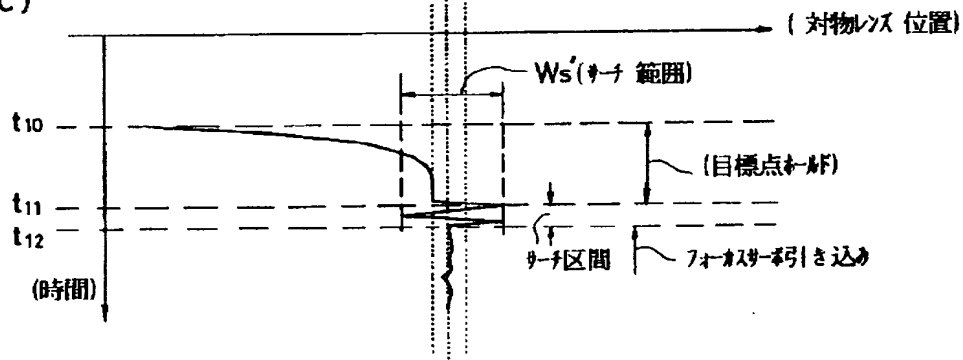 C)
(対物レンズ 位置)
Ws'(サーチ 範囲)
t10
(目標点ホールド)
t11
t12
サーチ区間
フォーカスサーボ引き込み
(時間)